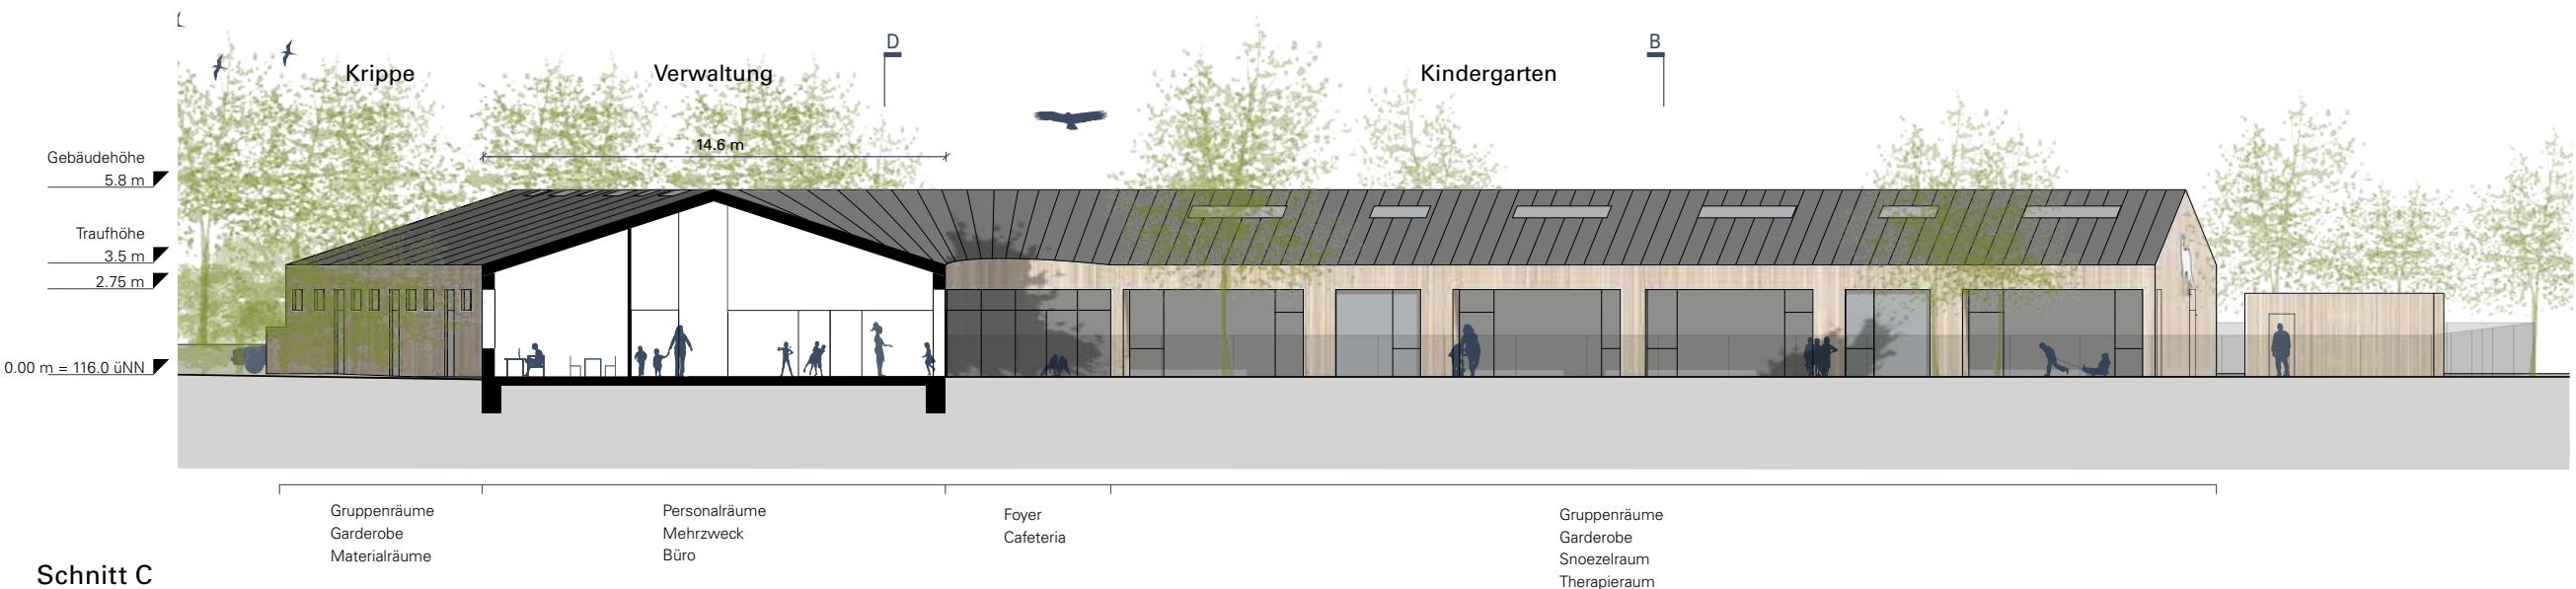 D
B
Krippe
Verwaltung
Kindergarten
14.6 m
Gebäudehöhe
5.8 m
Traufhöhe
3.5 m
2.75 m
0.00 m = 116.0 üNN
Gruppenräume
Garderobe
Materialräume
Personalräume
Mehrzweck
Büro
Foyer
Cafeteria
Gruppenräume
Garderobe
Snoezelraum
Therapieraum
Schnitt C